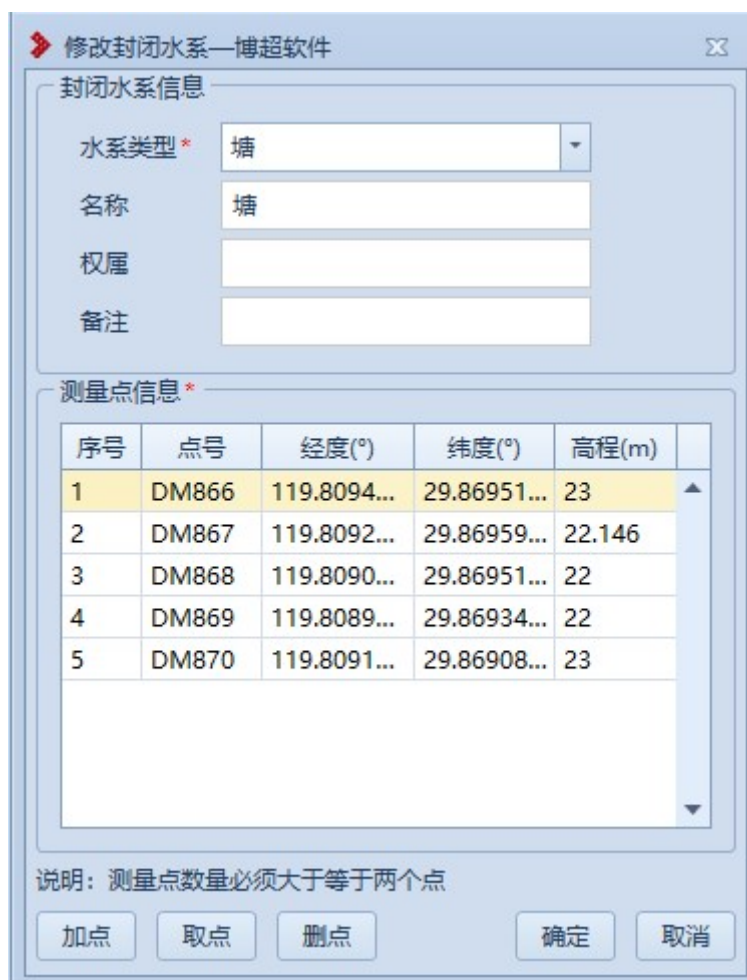 修改封闭水系—博超软件
封闭水系信息
水系类型* 塘
名称 塘
权属
备注
测量点信息*
序号 点号 经度(°) 纬度(°) 高程(m)
1 DM866 119.8094... 29.86951... 23
2 DM867 119.8092... 29.86959... 22.146
3 DM868 119.8090... 29.86951... 22
4 DM869 119.8089... 29.86934... 22
5 DM870 119.8091... 29.86908... 23
说明：测量点数量必须大于等于两个点
加点 取点 删点 确定 取消